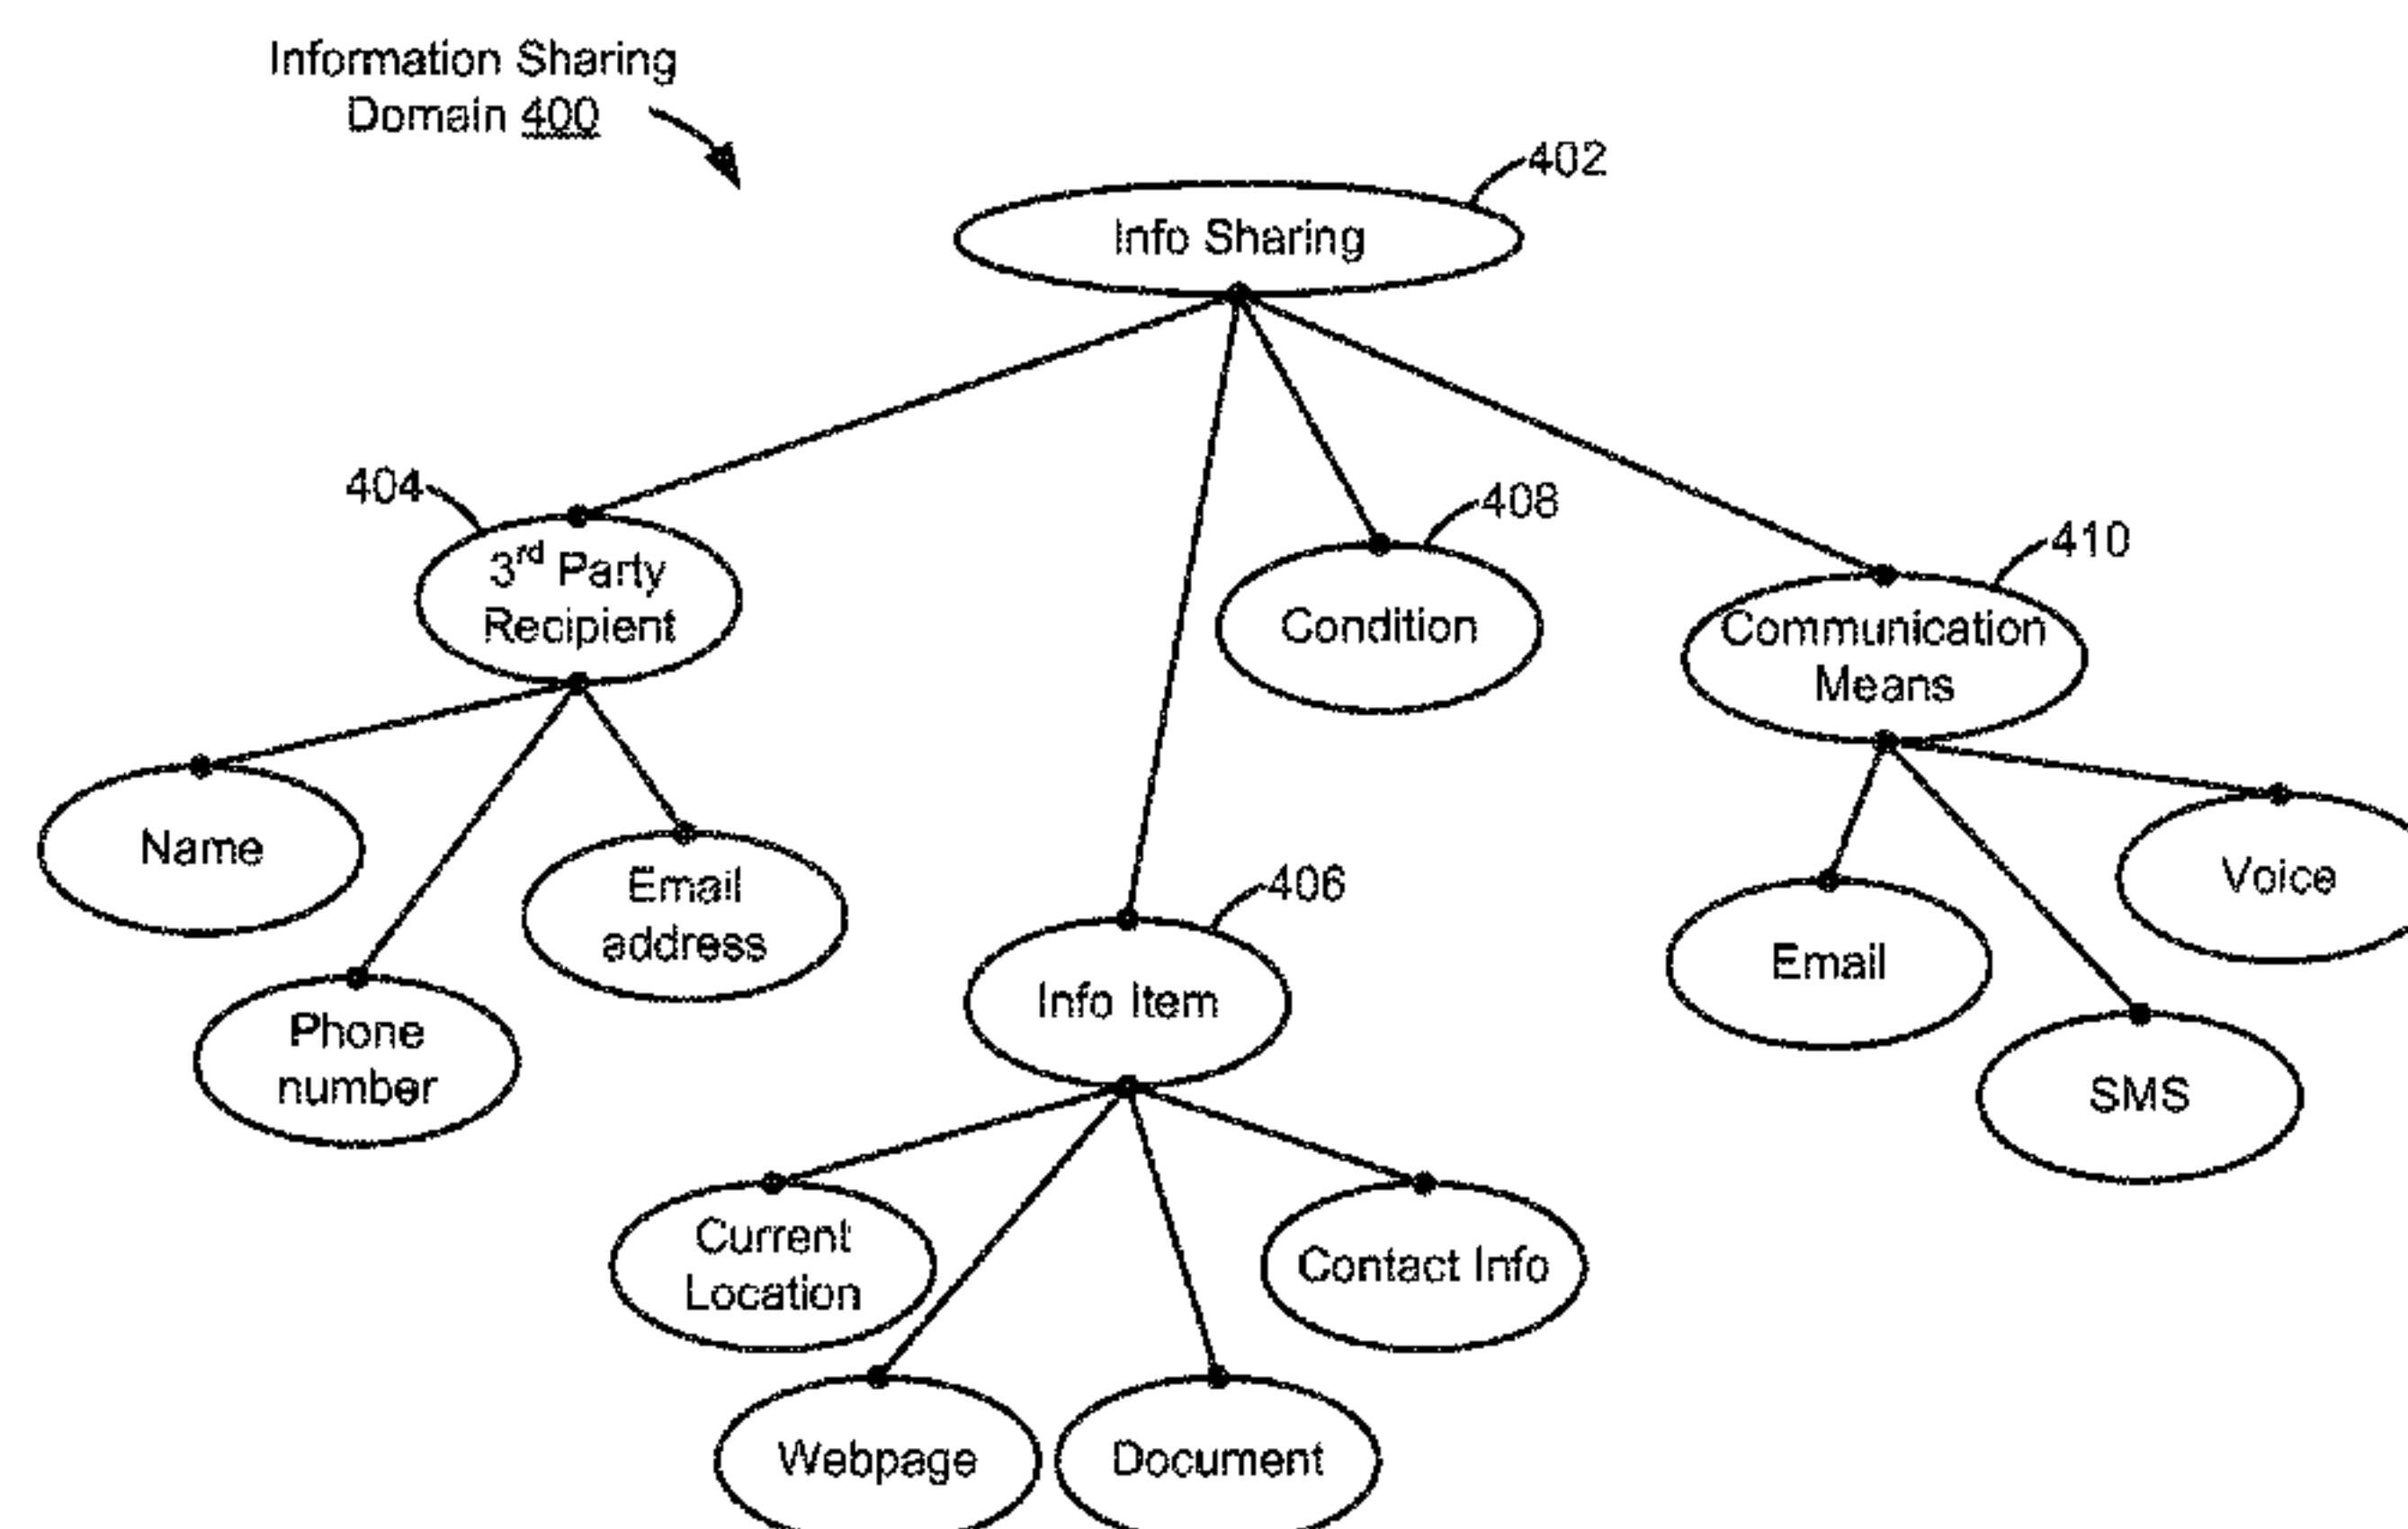 Information Sharing
Domain 400
402
Info Sharing
404
3rd Party
Recipient
408
Condition
410
Communication
Means
Name
Email
address
Phone
number
406
Info Item
Email
Voice
SMS
Current
Location
Contact Info
Webpage
Document